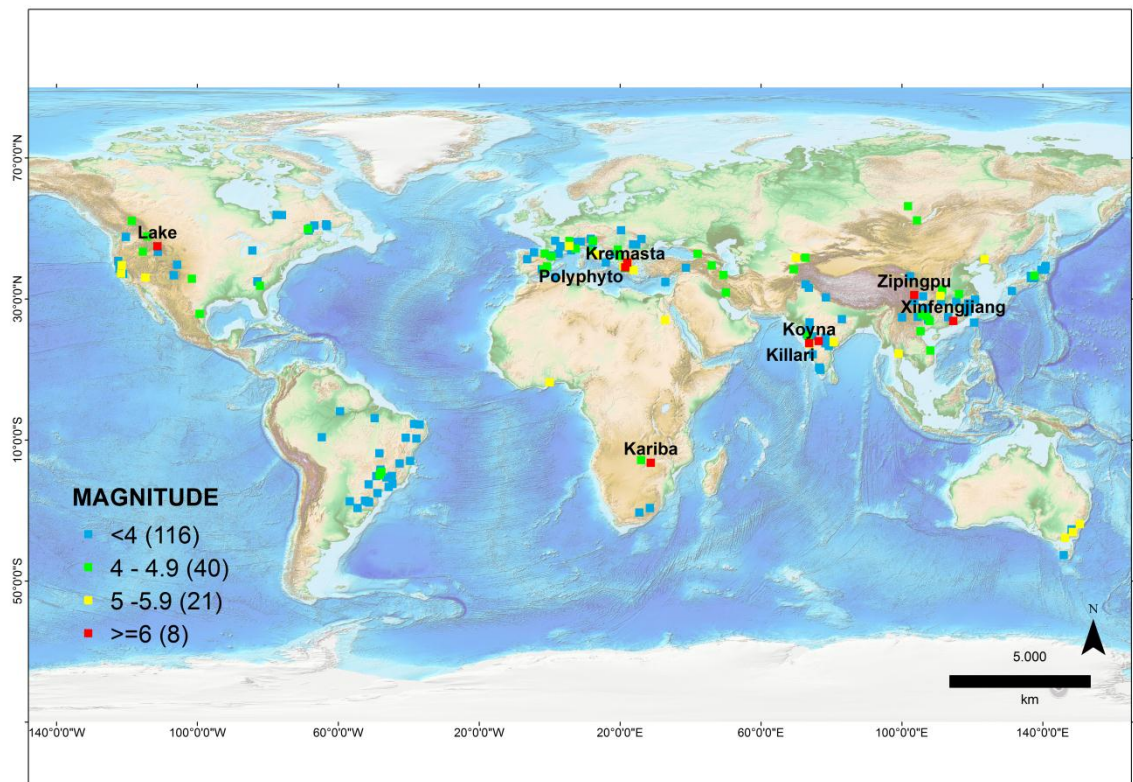 70°0'0"N
30°0'0"N
10°0'0"S
50°0'0"S
Lake
Kremasta
Polyphyto
Zipingpu
Xinfengjiang
Koyna
Killari
Kariba
MAGNITUDE
<4 (116)
4 - 4.9 (40)
5 -5.9 (21)
>=6 (8)
N
5.000
km
140°0'0"W
100°0'0"W
60°0'0"W
20°0'0"W
20°0'0"E
60°0'0"E
100°0'0"E
140°0'0"E